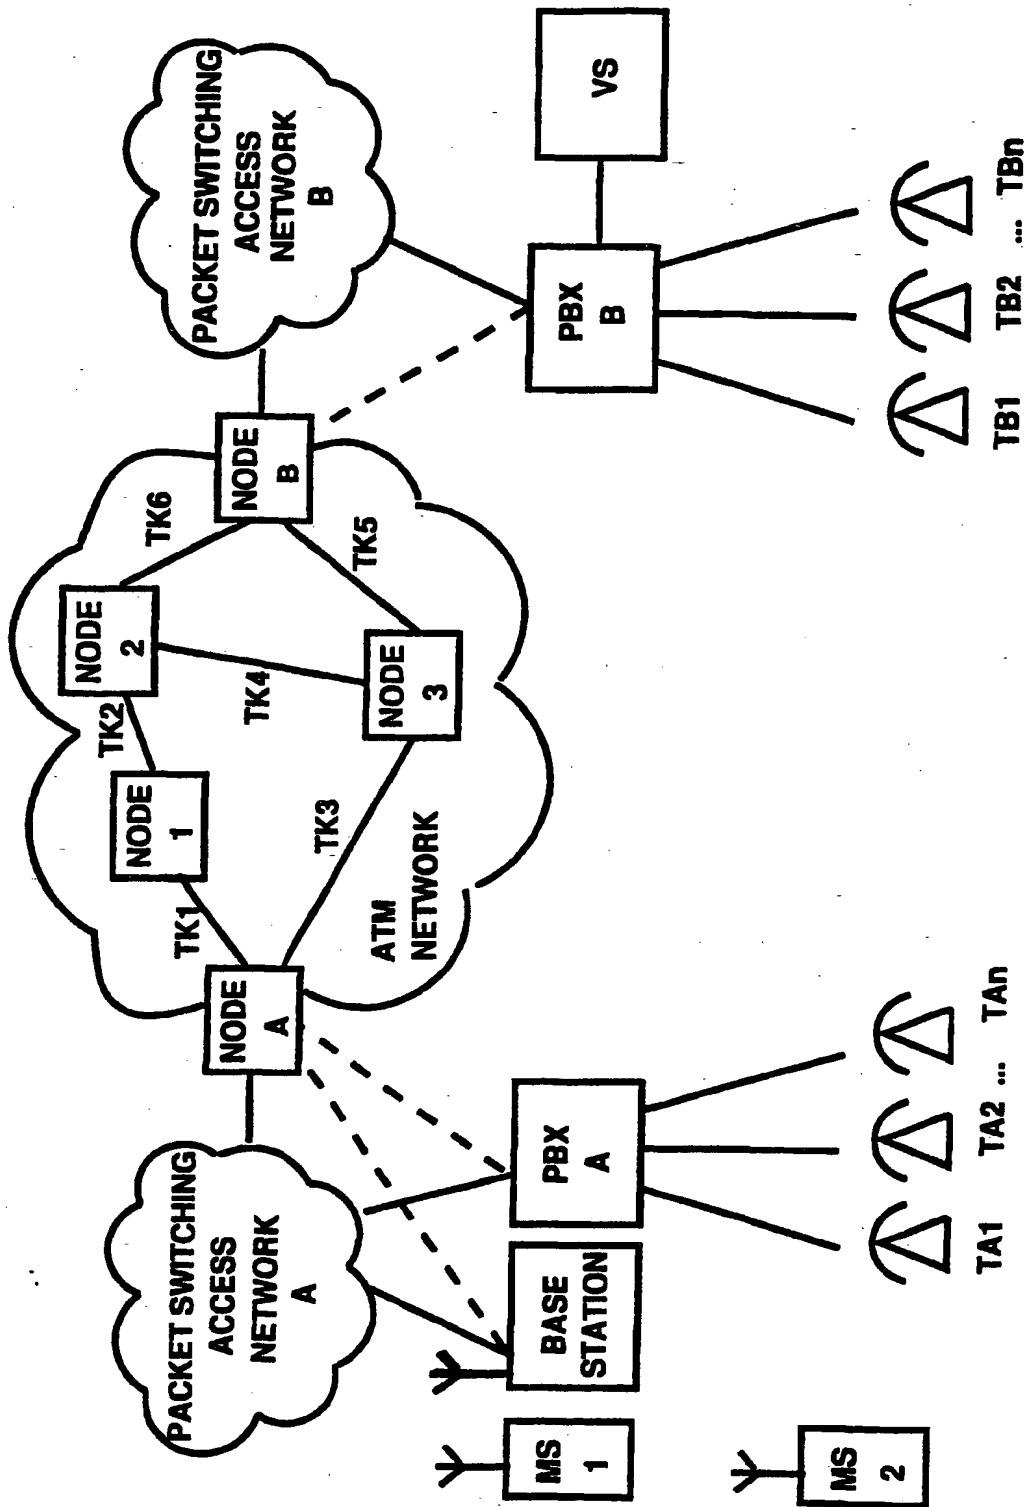 PACKET SWITCHING
ACCESS
NETWORK
A
NODE
A
TK1
NODE
1
TK2
NODE
2
TK6
TK4
TK3
NODE
3
TK5
NODE
B
ATM
NETWORK
PACKET SWITCHING
ACCESS
NETWORK
B
MS
1
BASE
STATION
PBX
A
PBX
B
VS
MS
2
TA1
TA2
...
TAn
TB1
TB2
...
TBn